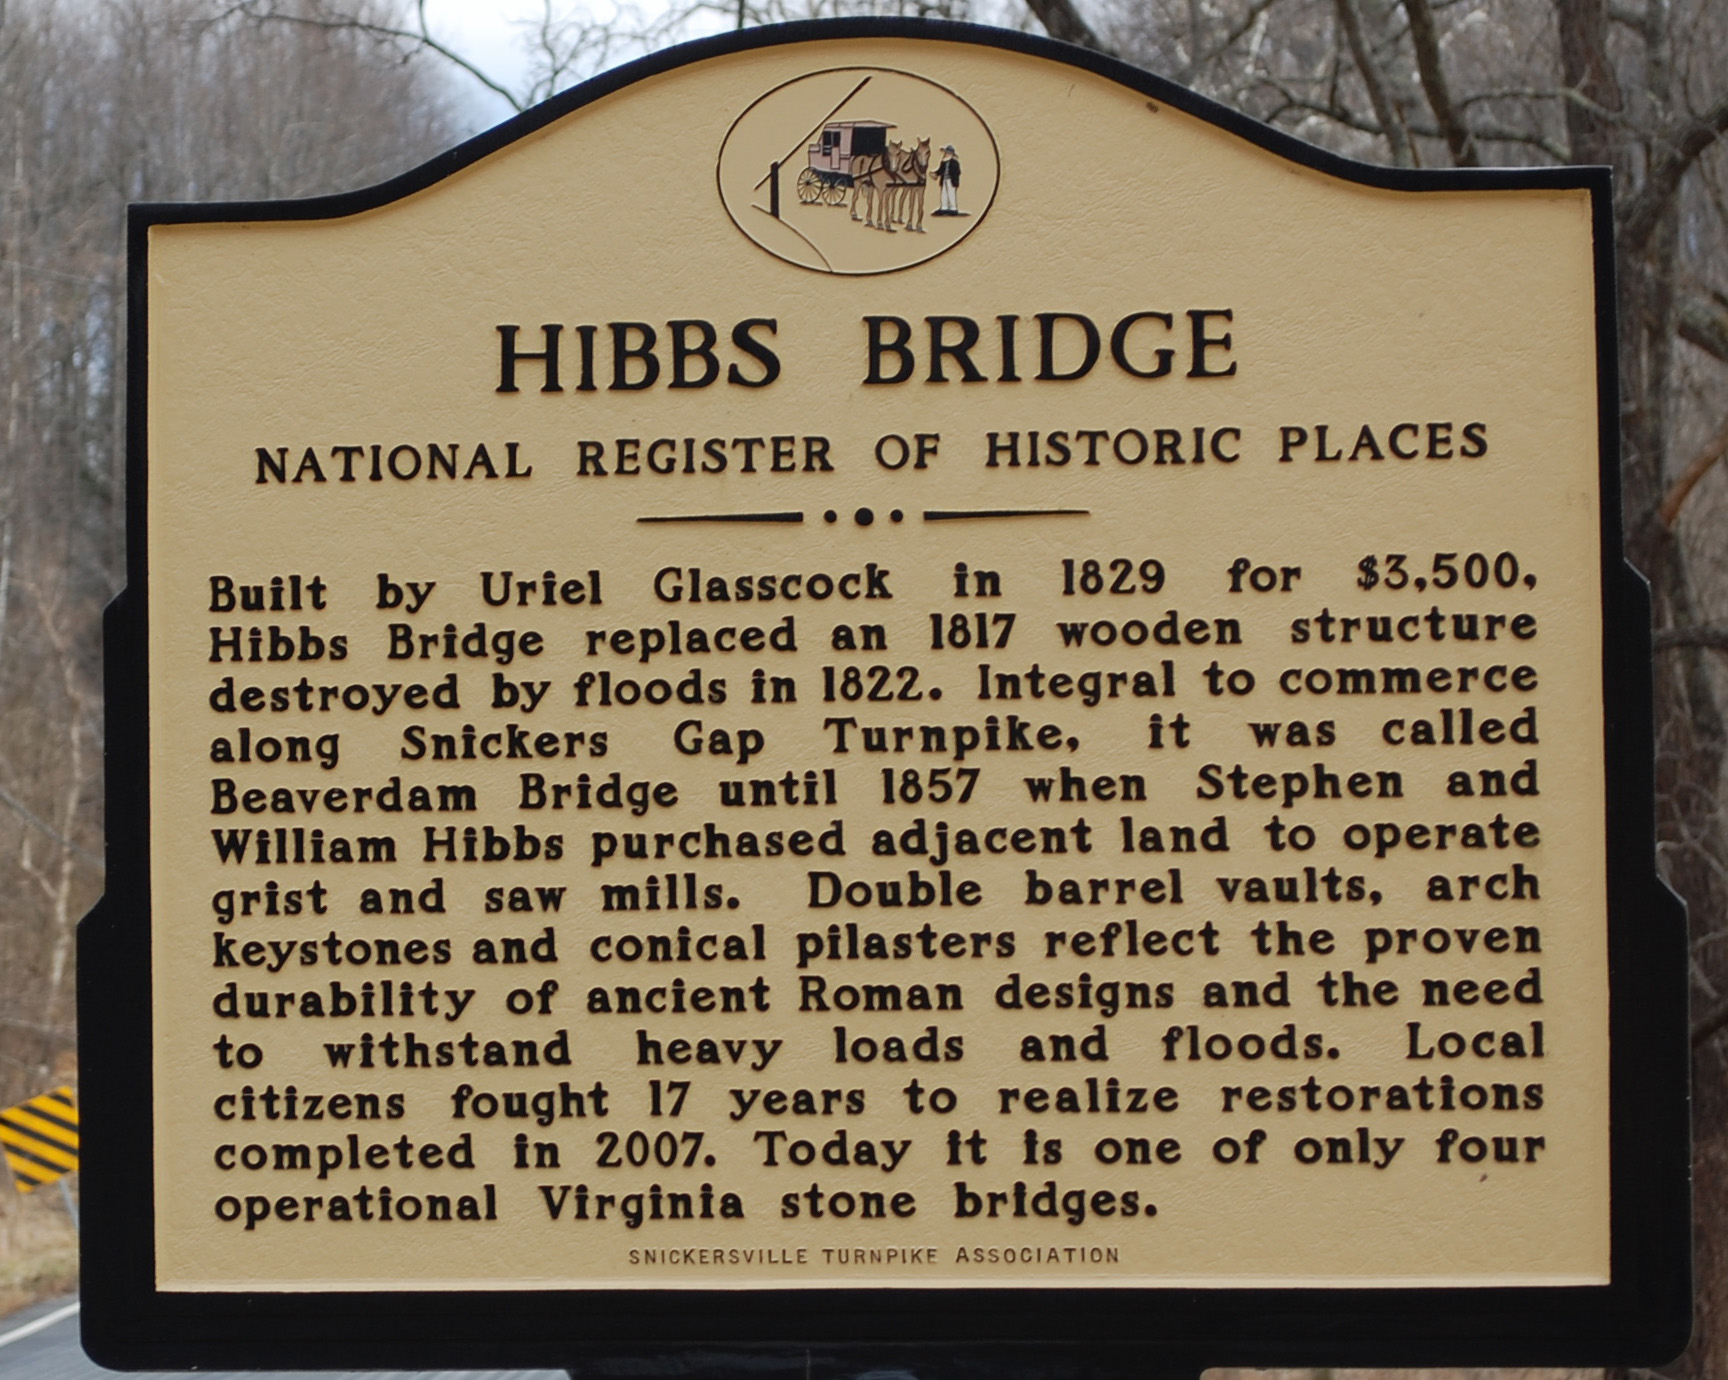 HIBBS BRIDGE
NATIONAL REGISTER OF HISTORIC PLACES
Built by Uriel Glasscock in 1829 for $3,500,
Hibbs Bridge replaced an 1817 wooden structure
destroyed by floods in 1822. Integral to commerce
along Snickers Gap Turnpike, it was called
Beaverdam Bridge until 1857 when Stephen and
William Hibbs purchased adjacent land to operate
grist and saw mills. Double barrel vaults, arch
keystones and conical pilasters reflect the proven
durability of ancient Roman designs and the need
to withstand heavy loads and floods. Local
citizens fought 17 years to realize restorations
completed in 2007. Today it is one of only four
operational Virginia stone bridges.
SNICKERSVILLE TURNPIKE ASSOCIATION